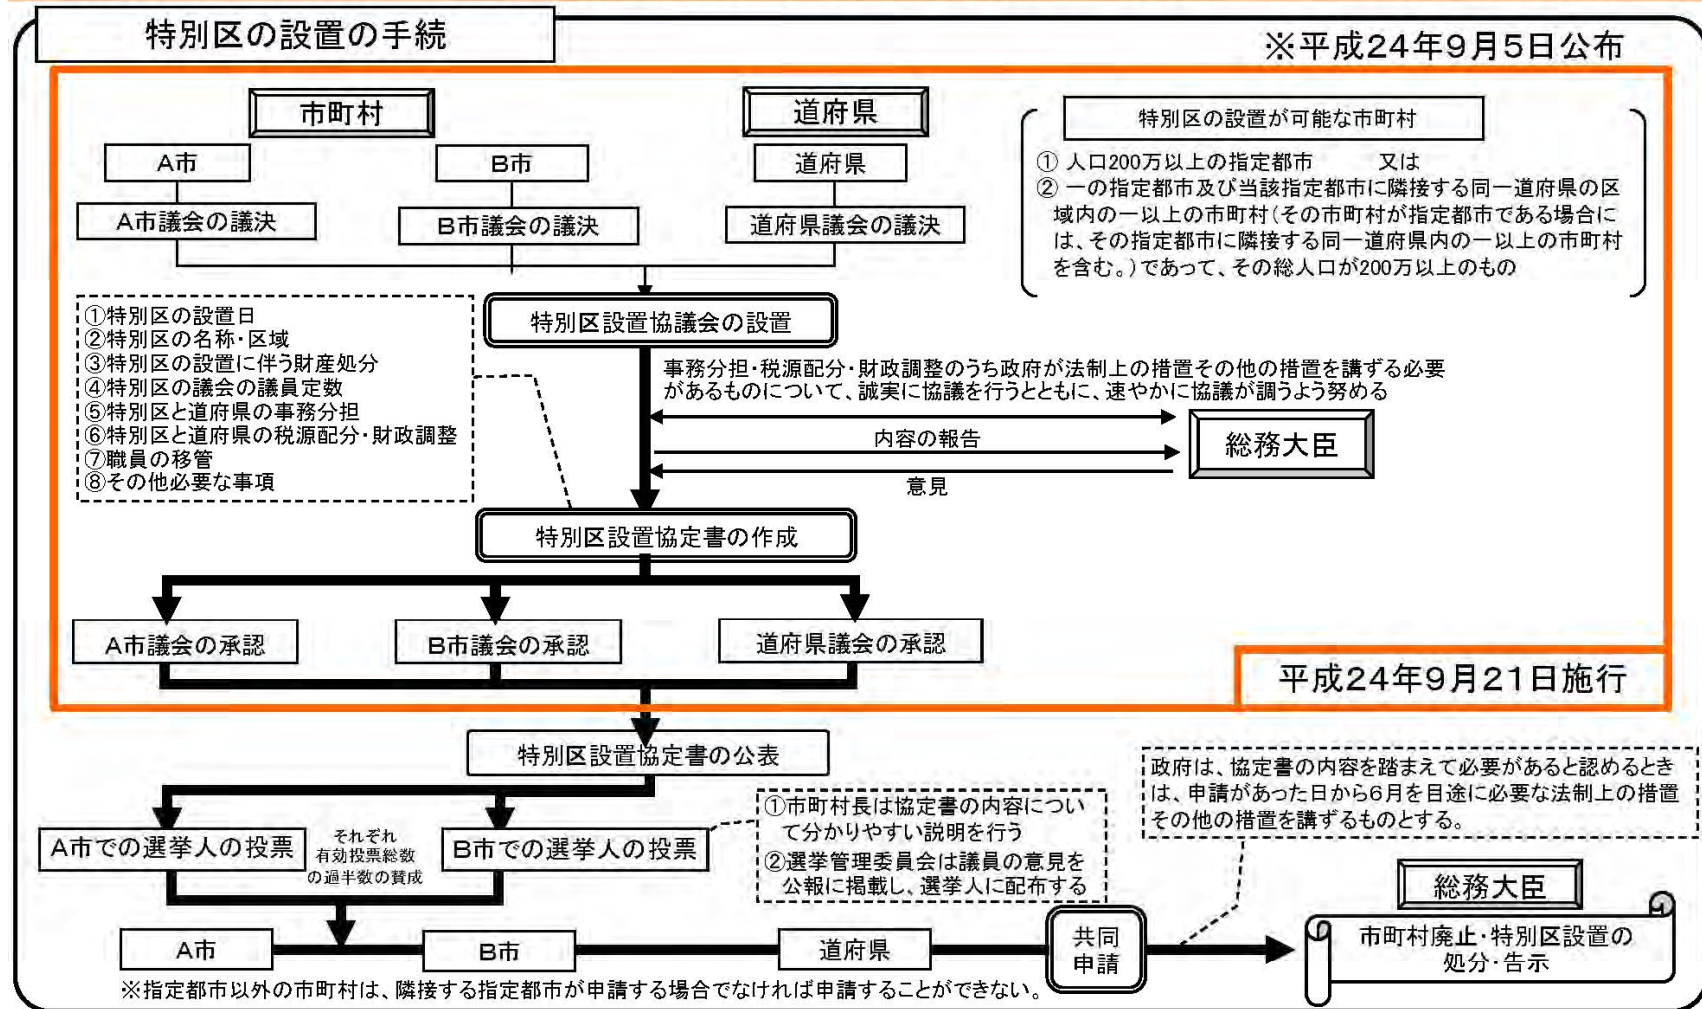 特別区の設置の手続
※平成24年9月5日公布
市町村
道府県
A市
B市
道府県
A市議会の議決
B市議会の議決
道府県議会の議決
特別区の設置が可能な市町村
① 人口200万以上の指定都市　　又は
② 一の指定都市及び当該指定都市に隣接する同一道府県の区
域内の一以上の市町村(その市町村が指定都市である場合に
は、その指定都市に隣接する同一道府県内の一以上の市町村
を含む。)であって、その総人口が200万以上のもの
特別区設置協議会の設置
①特別区の設置日
②特別区の名称・区域
③特別区の設置に伴う財産処分
④特別区の議会の議員定数
⑤特別区と道府県の事務分担
⑥特別区と道府県の税源配分・財政調整
⑦職員の移管
⑧その他必要な事項
事務分担・税源配分・財政調整のうち政府が法制上の措置その他の措置を講ずる必要
があるものについて、誠実に協議を行うとともに、速やかに協議が調うよう努める
内容の報告
意見
総務大臣
特別区設置協定書の作成
A市議会の承認
B市議会の承認
道府県議会の承認
平成24年9月21日施行
特別区設置協定書の公表
A市での選挙人の投票
それぞれ
有効投票総数
の過半数の賛成
B市での選挙人の投票
①市町村長は協定書の内容につい
て分かりやすい説明を行う
②選挙管理委員会は議員の意見を
公報に掲載し、選挙人に配布する
政府は、協定書の内容を踏まえて必要があると認めるとき
は、申請があった日から6月を目途に必要な法制上の措置
その他の措置を講ずるものとする。
A市
B市
道府県
共同
申請
総務大臣
市町村廃止・特別区設置の
処分・告示
※指定都市以外の市町村は、隣接する指定都市が申請する場合でなければ申請することができない。